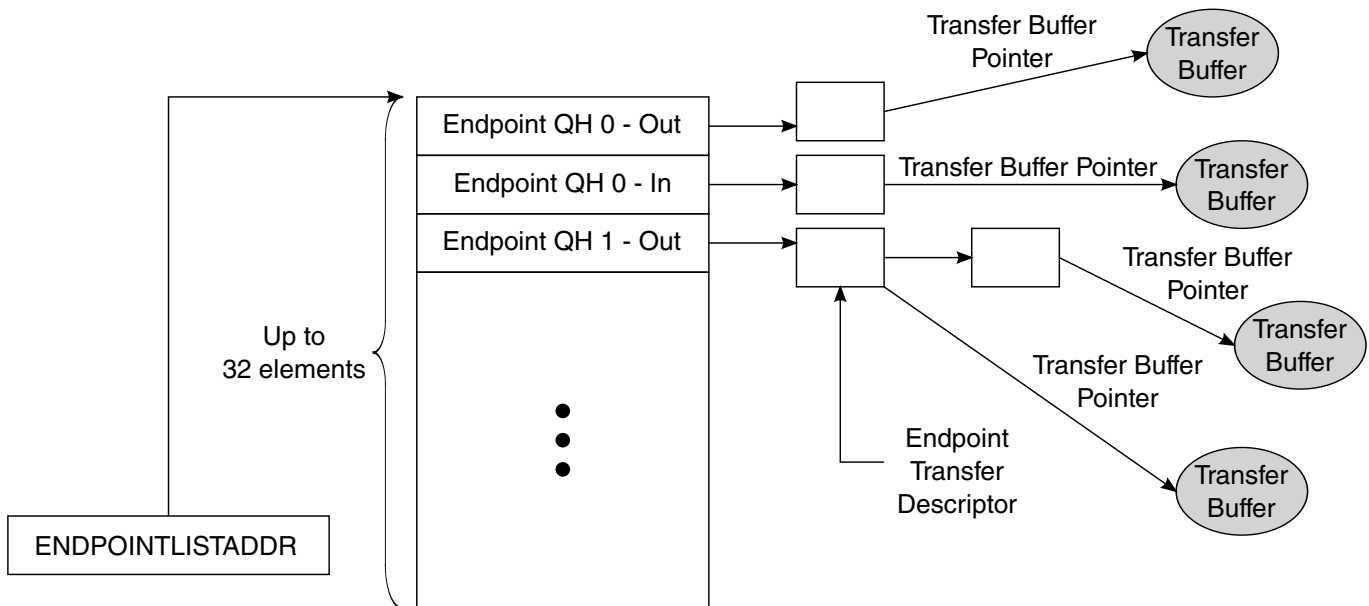 Transfer Buffer
Pointer
Transfer
Buffer
Endpoint QH 0 - Out
Endpoint QH 0 - In
Transfer Buffer Pointer
Transfer
Buffer
Endpoint QH 1 - Out
Transfer Buffer
Pointer
Transfer
Buffer
Up to
32 elements
Transfer Buffer
Pointer
Endpoint
Transfer
Descriptor
Transfer
Buffer
ENDPOINTLISTADDR